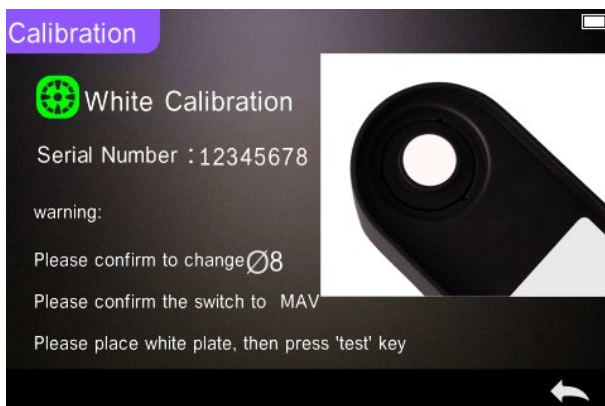 Calibration
White Calibration
Serial Number :12345678
warning:
Please confirm to change∅8
Please confirm the switch to MAV
Please place white plate, then press 'test' key